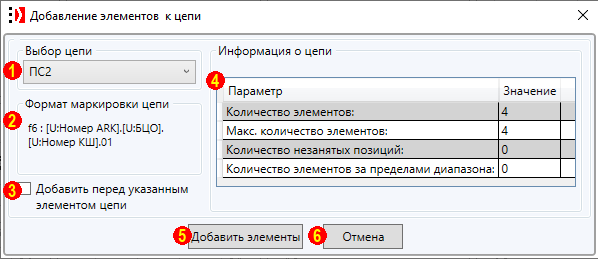 Добавление элементов к цепи
Выбор цепи
1 ПС2
Формат маркировки цепи
2 f6 : [U:Номер ARK].[U:БЦО].
[U:Номер КШ].01
3 Добавить перед указанным
элементом цепи
Информация о цепи
4
Параметр Значение
Количество элементов: 4
Макс. количество элементов: 4
Количество незанятых позиций: 0
Количество элементов за пределами диапазона: 0
5 Добавить элементы
6 Отмена